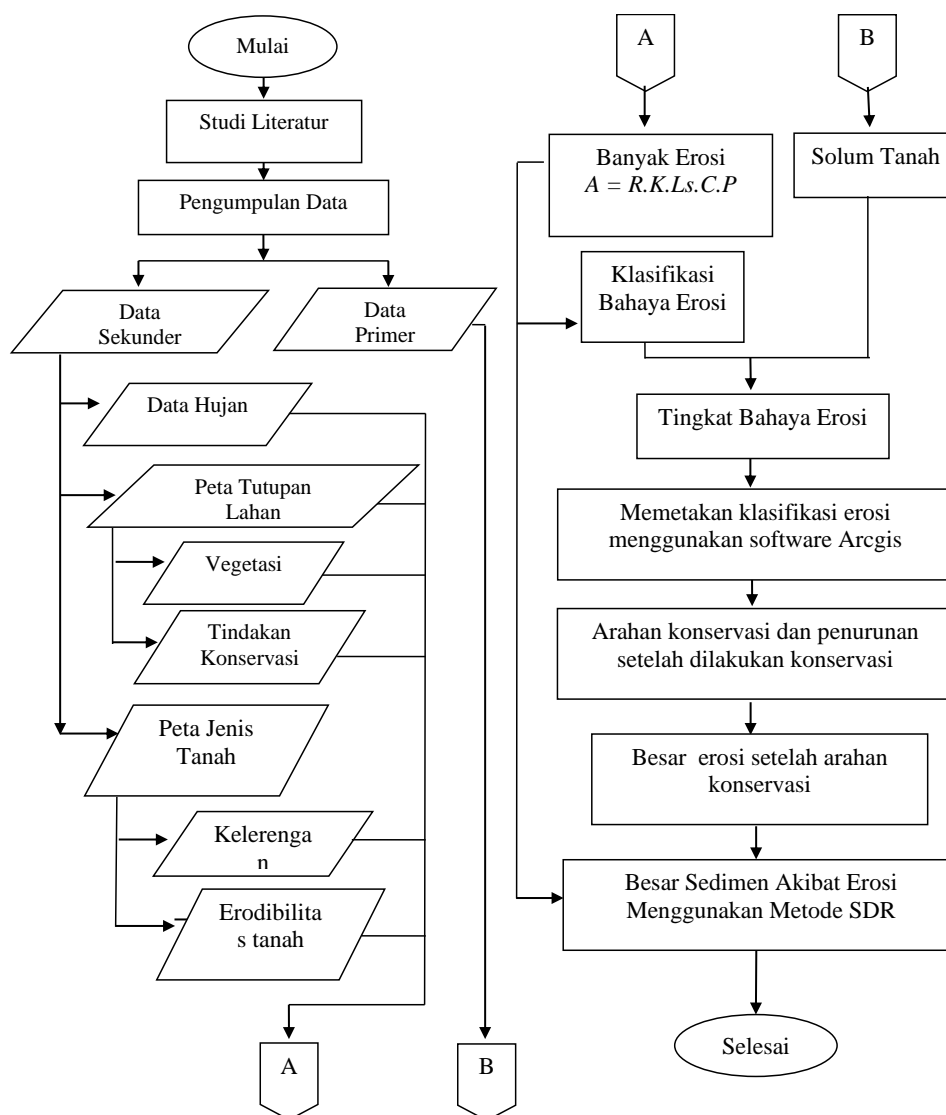 Mulai
Studi Literatur
Pengumpulan Data
Data
Sekunder
Data
Primer
Data Hujan
Peta Tutupan
Lahan
Vegetasi
Tindakan
Konservasi
Peta Jenis
Tanah
Kelerenga
n
Erodibilita
s tanah
A
B
A
B
Banyak Erosi
A = R.K.Ls.C.P
Solum Tanah
Klasifikasi
Bahaya Erosi
Tingkat Bahaya Erosi
Memetakan klasifikasi erosi
menggunakan software Arcgis
Arahan konservasi dan penurunan
setelah dilakukan konservasi
Besar erosi setelah arahan
konservasi
Besar Sedimen Akibat Erosi
Menggunakan Metode SDR
Selesai